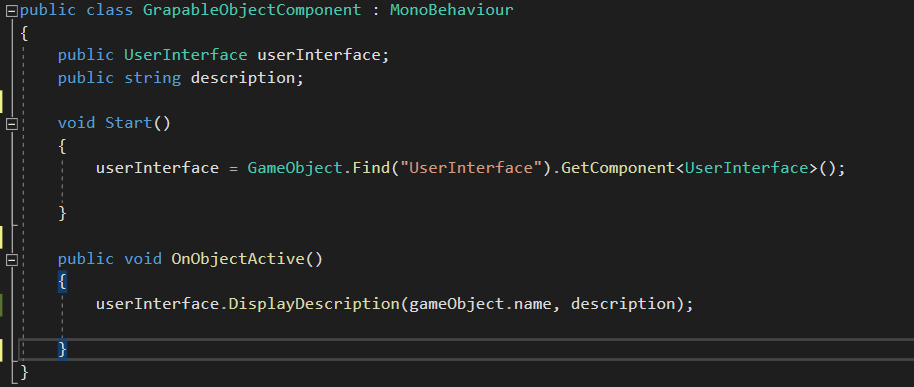 public class GrapableObjectComponent : MonoBehaviour
{
public UserInterface userInterface;
public string description;
void Start()
{
userInterface = GameObject.Find("UserInterface").GetComponent<UserInterface>();
}
public void OnObjectActive()
{
userInterface.DisplayDescription(gameObject.name, description);
}
}